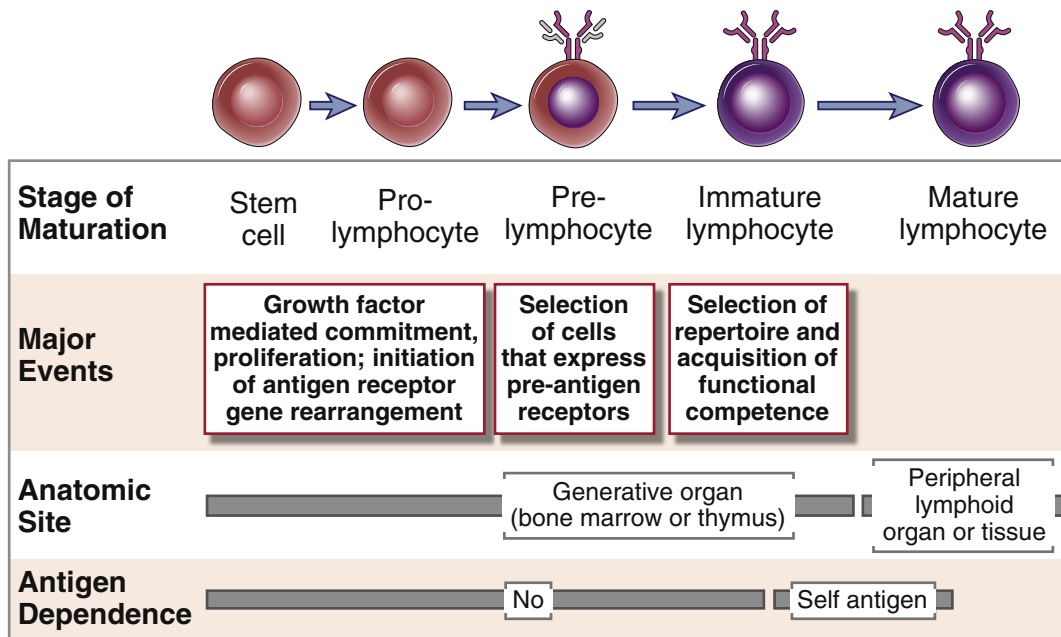 Stage of
Maturation
Stem
cell
Pro-
lymphocyte
Pre-
lymphocyte
Immature
lymphocyte
Mature
lymphocyte
Major
Events
Growth factor
mediated commitment,
proliferation; initiation
of antigen receptor
gene rearrangement
Selection
of cells
that express
pre-antigen
receptors
Selection of
repertoire and
acquisition of
functional
competence
Anatomic
Site
Generative organ
(bone marrow or thymus)
Peripheral
lymphoid
organ or tissue
Antigen
Dependence
No
Self antigen